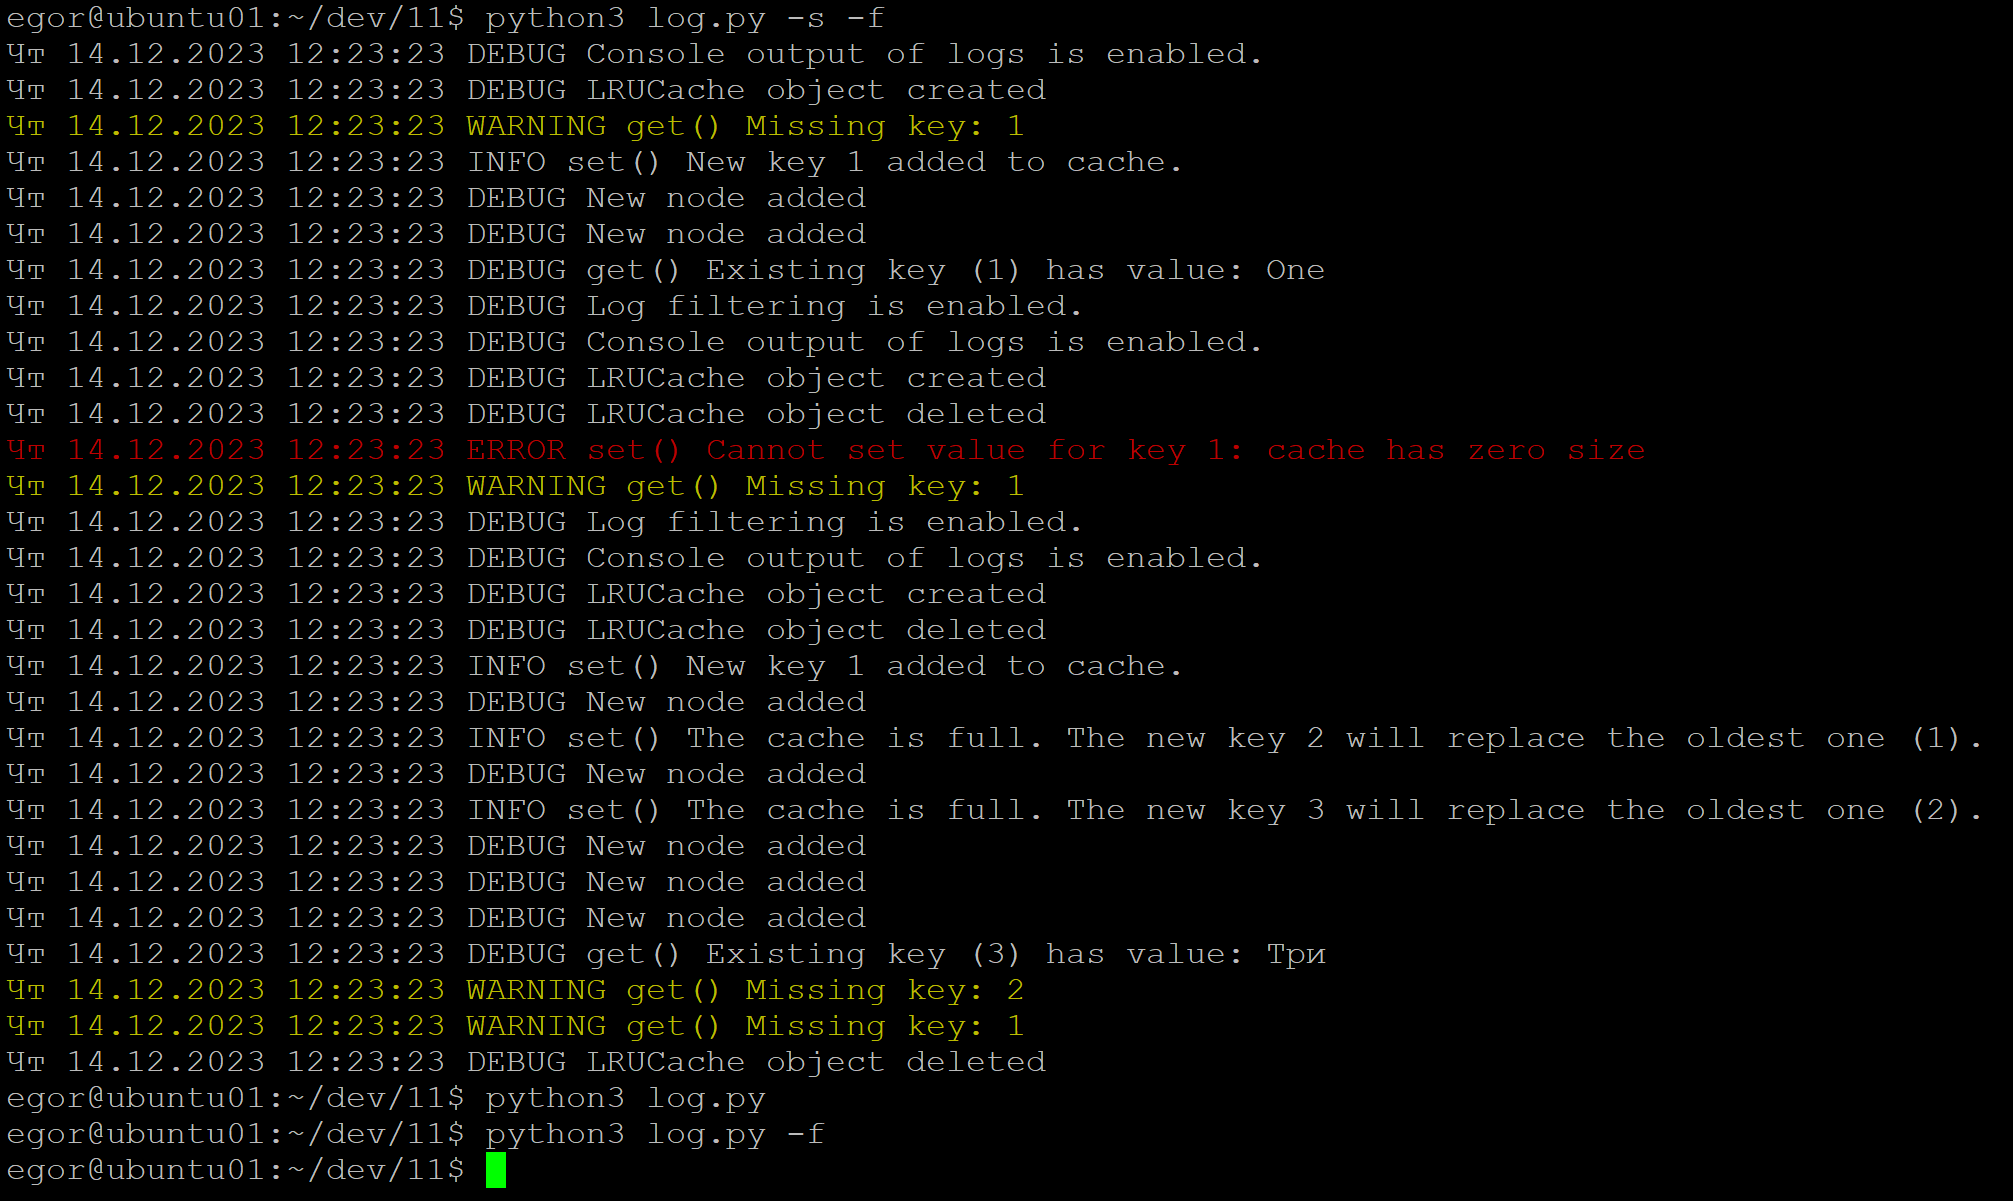 egor@ubuntu01:~/dev/11$ python3 log.py -s -f
Чт 14.12.2023 12:23:23 DEBUG Console output of logs is enabled.
Чт 14.12.2023 12:23:23 DEBUG LRUCache object created
Чт 14.12.2023 12:23:23 WARNING get() Missing key: 1
Чт 14.12.2023 12:23:23 INFO set() New key 1 added to cache.
Чт 14.12.2023 12:23:23 DEBUG New node added
Чт 14.12.2023 12:23:23 DEBUG New node added
Чт 14.12.2023 12:23:23 DEBUG get() Existing key (1) has value: One
Чт 14.12.2023 12:23:23 DEBUG Log filtering is enabled.
Чт 14.12.2023 12:23:23 DEBUG Console output of logs is enabled.
Чт 14.12.2023 12:23:23 DEBUG LRUCache object created
Чт 14.12.2023 12:23:23 DEBUG LRUCache object deleted
Чт 14.12.2023 12:23:23 ERROR set() Cannot set value for key 1: cache has zero size
Чт 14.12.2023 12:23:23 WARNING get() Missing key: 1
Чт 14.12.2023 12:23:23 DEBUG Log filtering is enabled.
Чт 14.12.2023 12:23:23 DEBUG Console output of logs is enabled.
Чт 14.12.2023 12:23:23 DEBUG LRUCache object created
Чт 14.12.2023 12:23:23 DEBUG LRUCache object deleted
Чт 14.12.2023 12:23:23 INFO set() New key 1 added to cache.
Чт 14.12.2023 12:23:23 DEBUG New node added
Чт 14.12.2023 12:23:23 INFO set() The cache is full. The new key 2 will replace the oldest one (1).
Чт 14.12.2023 12:23:23 DEBUG New node added
Чт 14.12.2023 12:23:23 INFO set() The cache is full. The new key 3 will replace the oldest one (2).
Чт 14.12.2023 12:23:23 DEBUG New node added
Чт 14.12.2023 12:23:23 DEBUG New node added
Чт 14.12.2023 12:23:23 DEBUG New node added
Чт 14.12.2023 12:23:23 DEBUG get() Existing key (3) has value: Три
Чт 14.12.2023 12:23:23 WARNING get() Missing key: 2
Чт 14.12.2023 12:23:23 WARNING get() Missing key: 1
Чт 14.12.2023 12:23:23 DEBUG LRUCache object deleted
egor@ubuntu01:~/dev/11$ python3 log.py
egor@ubuntu01:~/dev/11$ python3 log.py -f
egor@ubuntu01:~/dev/11$